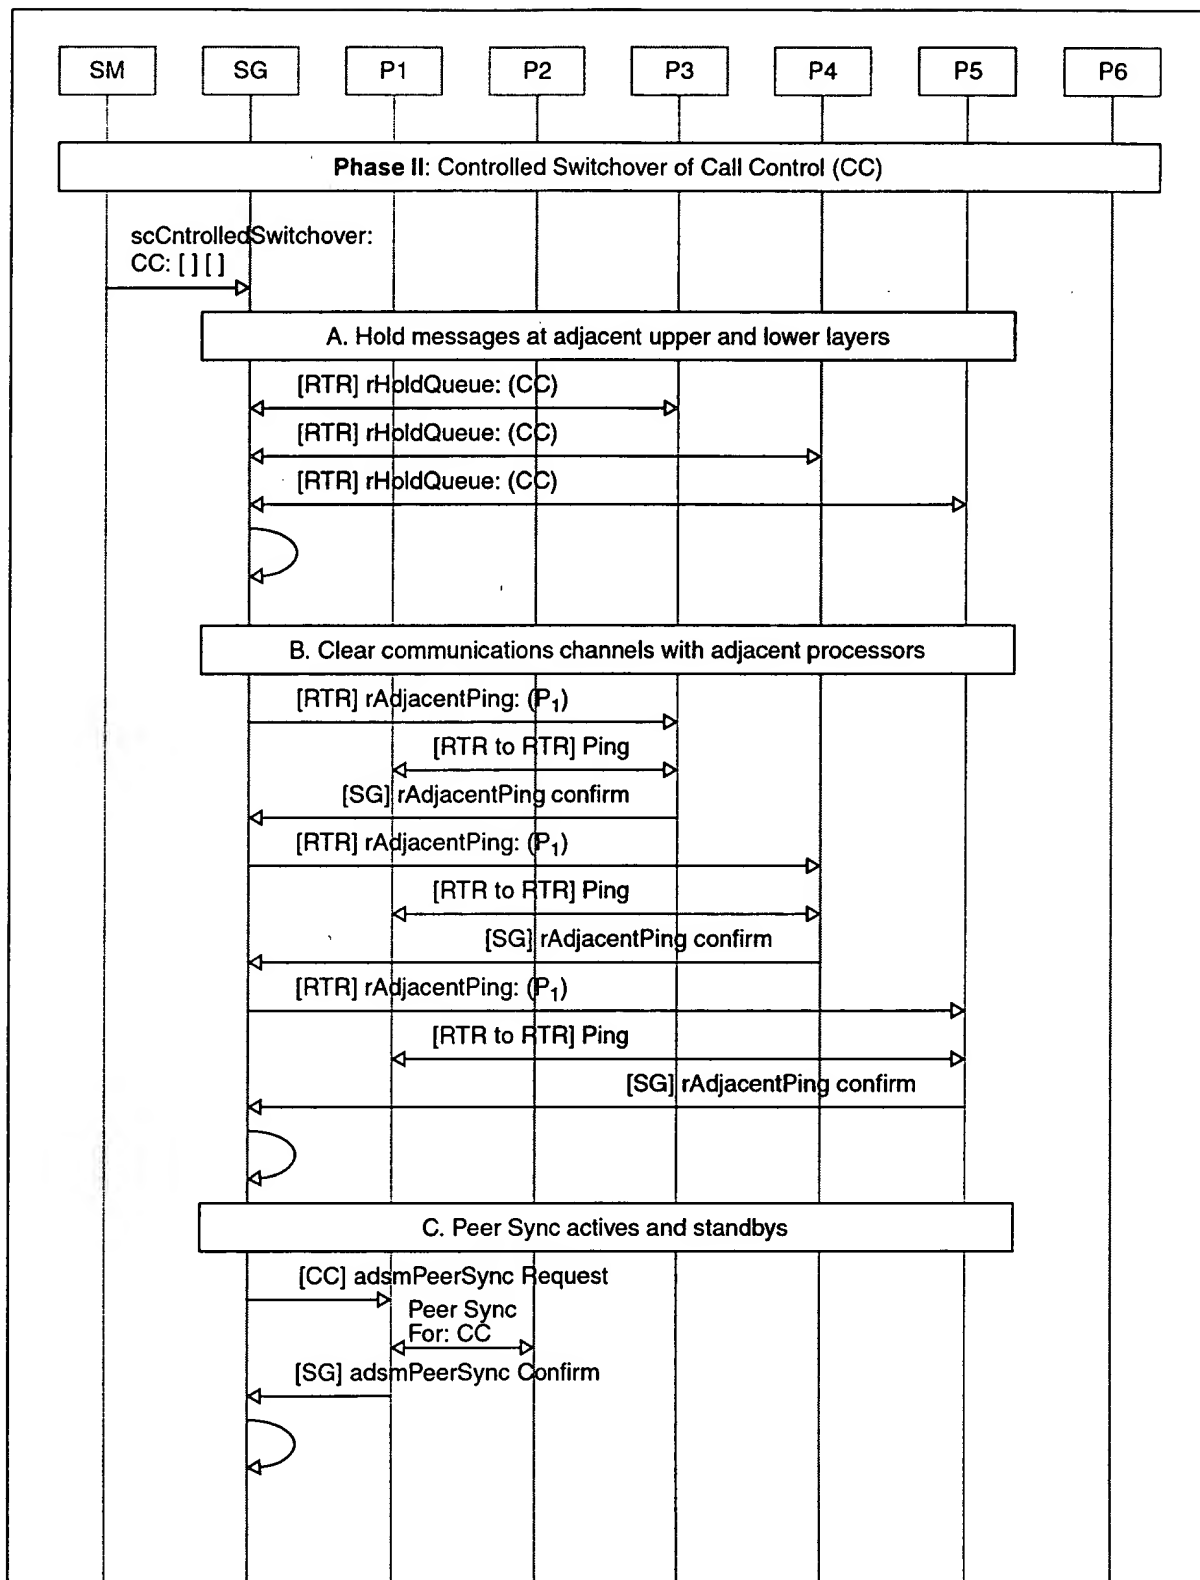 SM SG P1 P2 P3 P4 P5 P6
Phase II: Controlled Switchover of Call Control (CC)
scCntrolledSwitchover:
CC: [ ] [ ]
A. Hold messages at adjacent upper and lower layers
[RTR] rHoldQueue: (CC)
[RTR] rHoldQueue: (CC)
[RTR] rHoldQueue: (CC)
B. Clear communications channels with adjacent processors
[RTR] rAdjacentPing: (P1)
[RTR to RTR] Ping
[SG] rAdjacentPing confirm
[RTR] rAdjacentPing: (P1)
[RTR to RTR] Ping
[SG] rAdjacentPing confirm
[RTR] rAdjacentPing: (P1)
[RTR to RTR] Ping
[SG] rAdjacentPing confirm
C. Peer Sync actives and standbys
[CC] adsmPeerSync Request
Peer Sync
For: CC
[SG] adsmPeerSync Confirm